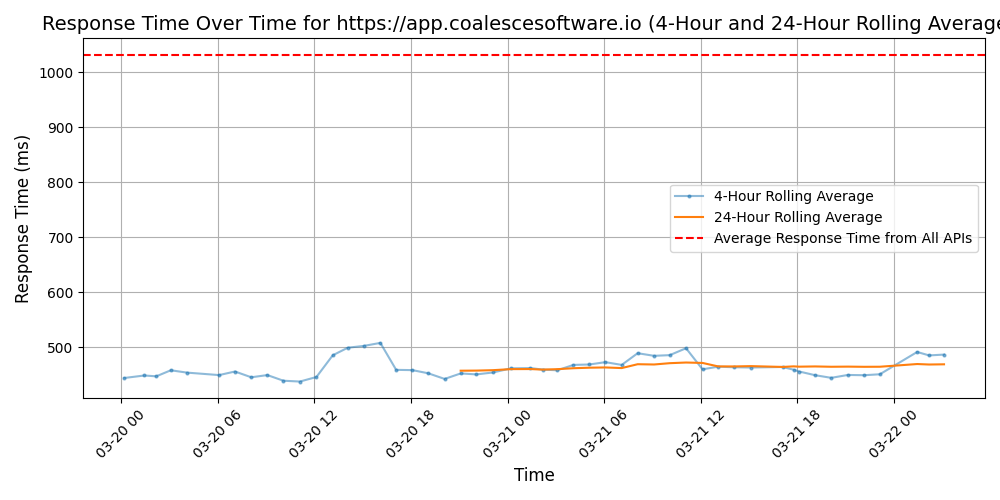 Response Time Over Time for https://app.coalescesoftware.io (4-Hour and 24-Hour Rolling Average
Response Time (ms)
1000
900
800
700
600
500
4-Hour Rolling Average
24-Hour Rolling Average
Average Response Time from All APIs
03-20 00
03-20 06
03-20 12
03-20 18
03-21 00
03-21 06
03-21 12
03-21 18
03-22 00
Time